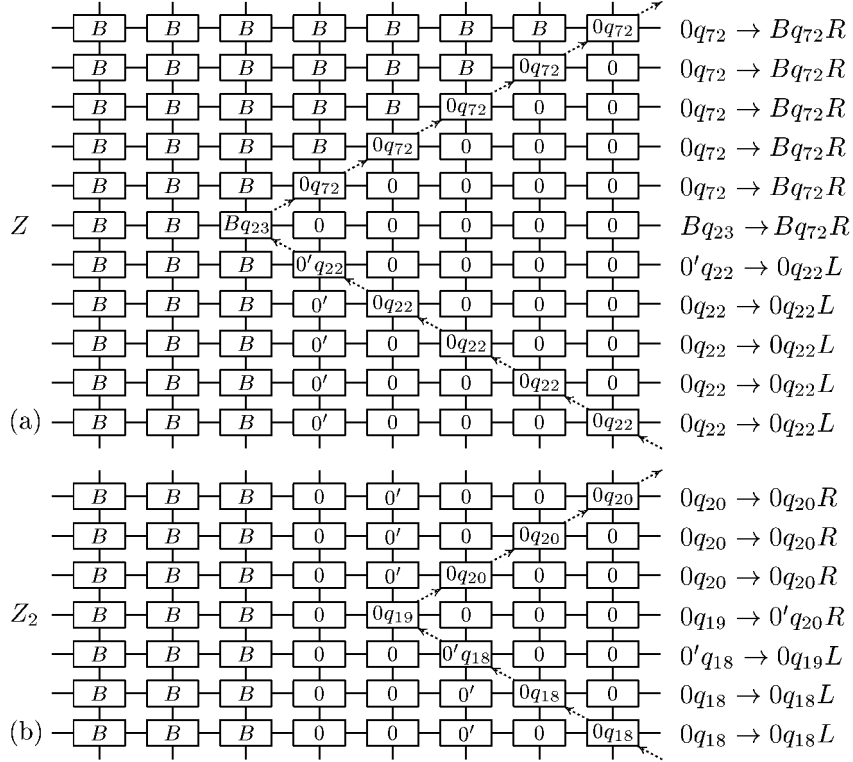 B B B B B B B 0q₇₂ 0q₇₂ → Bq₇₂R
B B B B B B 0q₇₂ 0 0q₇₂ → Bq₇₂R
B B B B B 0q₇₂ 0 0 0q₇₂ → Bq₇₂R
B B B B 0q₇₂ 0 0 0 0q₇₂ → Bq₇₂R
B B B 0q₇₂ 0 0 0 0 0q₇₂ → Bq₇₂R
Z B B Bq₂₃ 0 0 0 0 0 Bq₂₃ → Bq₇₂R
B B B 0′q₂₂ 0 0 0 0 0′q₂₂ → 0q₂₂L
B B B 0′ 0q₂₂ 0 0 0 0q₂₂ → 0q₂₂L
B B B 0′ 0 0q₂₂ 0 0 0q₂₂ → 0q₂₂L
B B B 0′ 0 0 0q₂₂ 0 0q₂₂ → 0q₂₂L
(a) B B B 0′ 0 0 0 0q₂₂ 0q₂₂ → 0q₂₂L
B B B 0 0′ 0 0 0q₂₀ 0q₂₀ → 0q₂₀R
B B B 0 0′ 0 0q₂₀ 0 0q₂₀ → 0q₂₀R
B B B 0 0′ 0q₂₀ 0 0 0q₂₀ → 0q₂₀R
Z₂ B B B 0 0q₁₉ 0 0 0 0q₁₉ → 0′q₂₀R
B B B 0 0 0′q₁₈ 0 0 0′q₁₈ → 0q₁₉L
B B B 0 0 0′ 0q₁₈ 0 0q₁₈ → 0q₁₈L
(b) B B B 0 0 0′ 0 0q₁₈ 0q₁₈ → 0q₁₈L